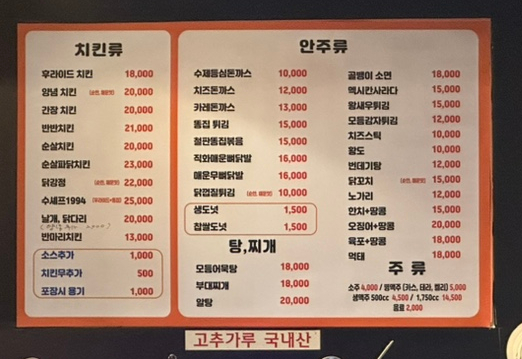 치킨류
후라이드 치킨 18,000
양념 치킨 20,000
간장 치킨 20,000
반반치킨 21,000
순살치킨 20,000
순살파닭치킨 23,000
닭강정 22,000
수셰프1994 25,000
날개, 닭다리 20,000
반마리치킨 13,000
소스추가 1,000
치킨무추가 500
포장시 용기 1,000
안주류
수제등심돈까스 10,000
치즈돈까스 12,000
카레돈까스 13,000
똥집 튀김 15,000
철판똥집볶음 15,000
직화매운뼈닭발 16,000
매운무뼈닭발 16,000
닭껍질튀김 10,000
생도넛 1,500
찹쌀도넛 1,500
탕,찌개
모듬어묵탕 18,000
부대찌개 18,000
알탕 20,000
골뱅이 소면 18,000
멕시칸사라다 15,000
왕새우튀김 15,000
모듬감자튀김 12,000
치즈스틱 10,000
황도 10,000
번데기탕 12,000
닭꼬치 15,000
노가리 12,000
한치+땅콩 15,000
오징어+땅콩 20,000
육포+땅콩 18,000
먹태 18,000
주 류
소주 4,000 / 병맥주 (카스, 테라, 켈리) 5,000
생맥주 500cc 4,500 / 1,750cc 14,500
음료 2,000
고추가루 국내산